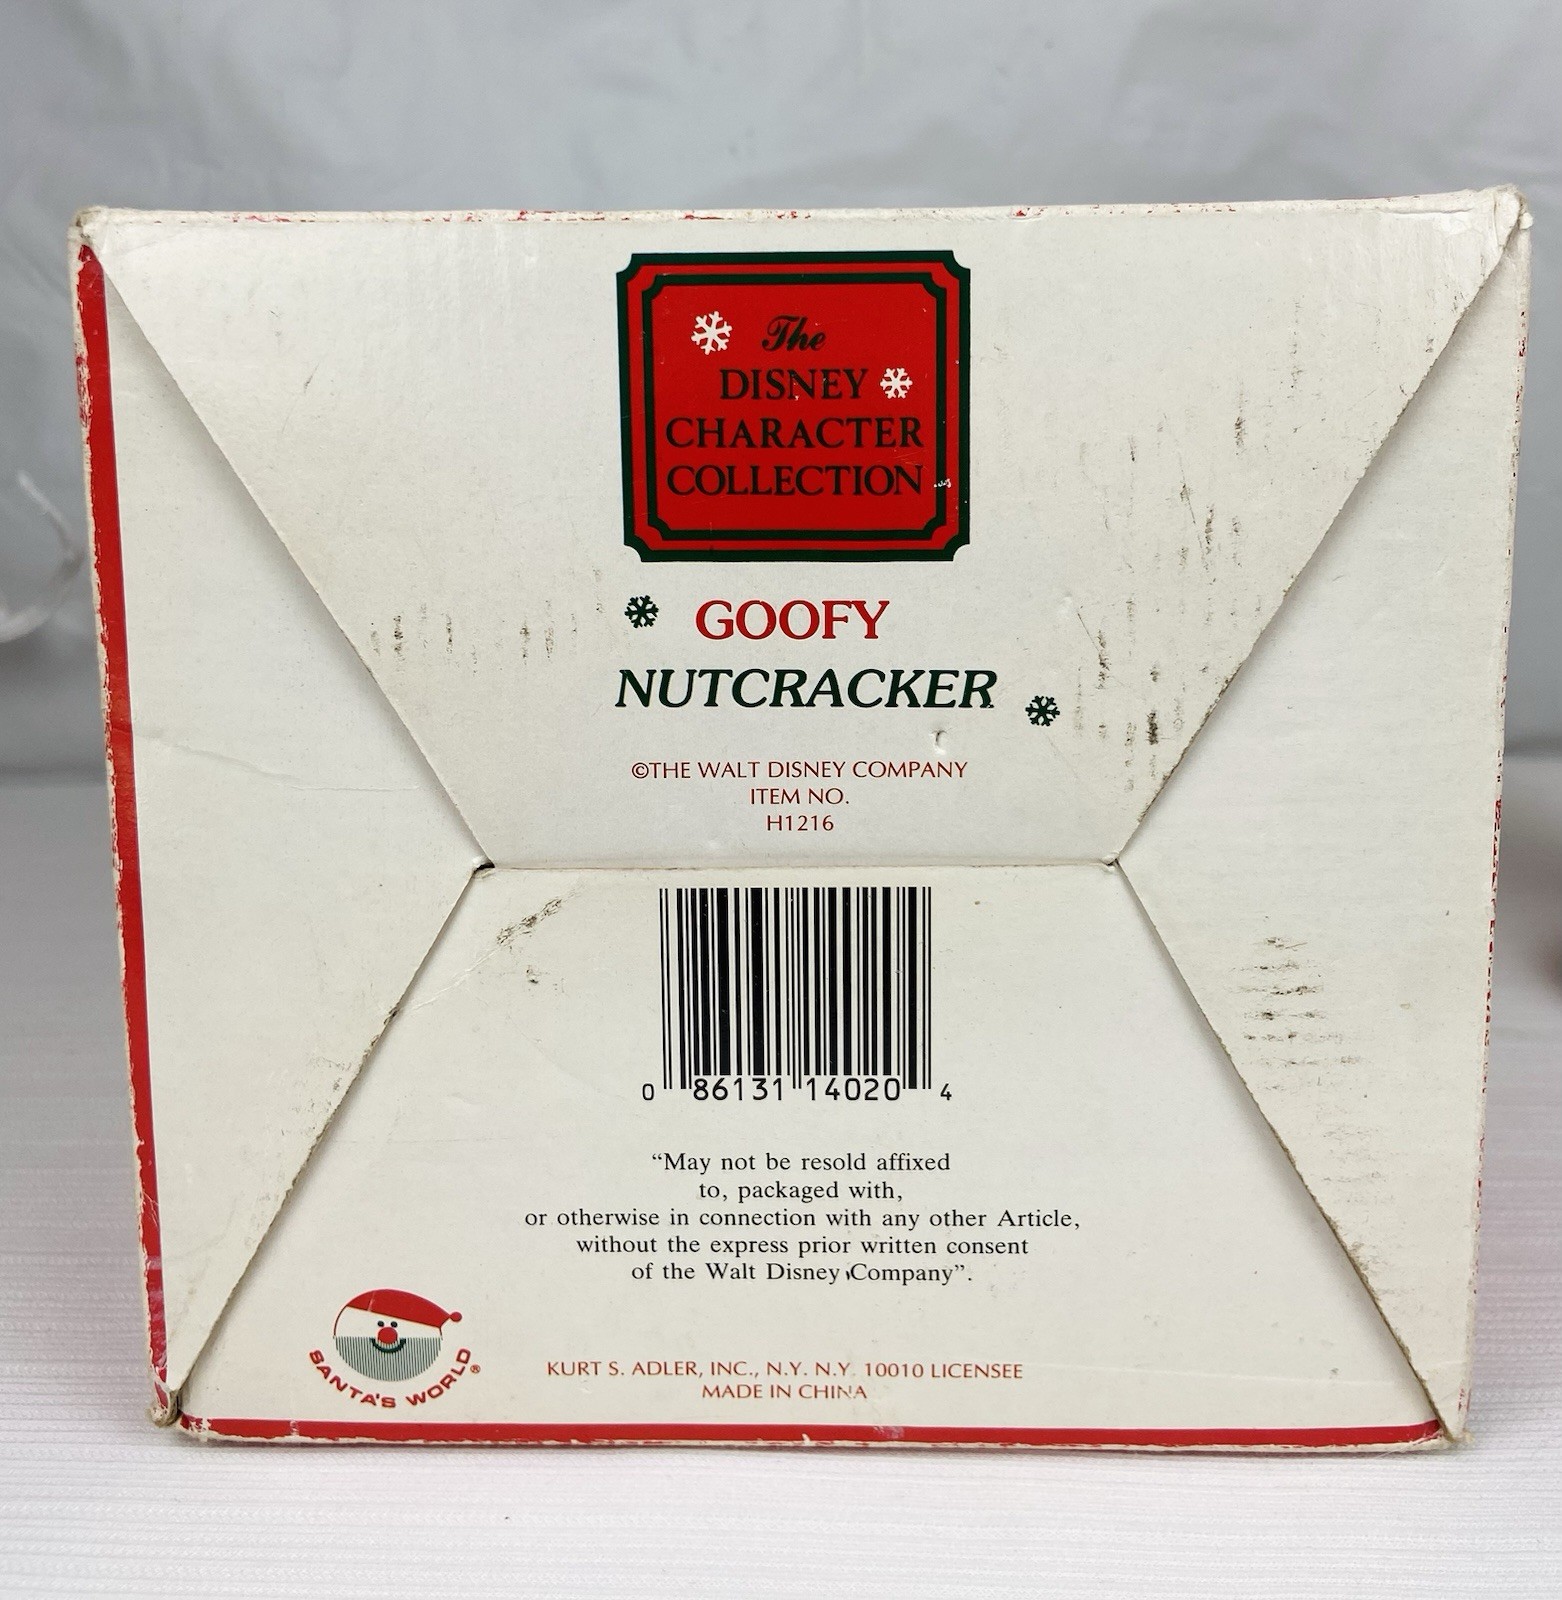 The
DISNEY
CHARACTER
COLLECTION
GOOFY
NUTCRACKER
©THE WALT DISNEY COMPANY
ITEM NO.
H1216
0 86131 14020 4
“May not be resold affixed
to, packaged with,
or otherwise in connection with any other Article,
without the express prior written consent
of the Walt Disney Company”.
SANTA'S WORLD®
KURT S. ADLER, INC., N.Y. N.Y. 10010 LICENSEE
MADE IN CHINA